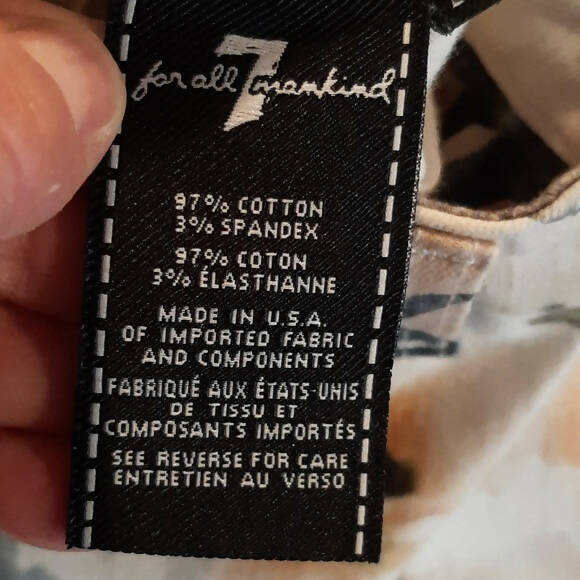 for all 7 mankind
97% COTTON
3% SPANDEX
97% COTON
3% ÉLASTHANNE
MADE IN U.S.A.
OF IMPORTED FABRIC
AND COMPONENTS
FABRIQUÉ AUX ÉTATS-UNIS
DE TISSU ET
COMPOSANTS IMPORTÉS
SEE REVERSE FOR CARE
ENTRETIEN AU VERSO